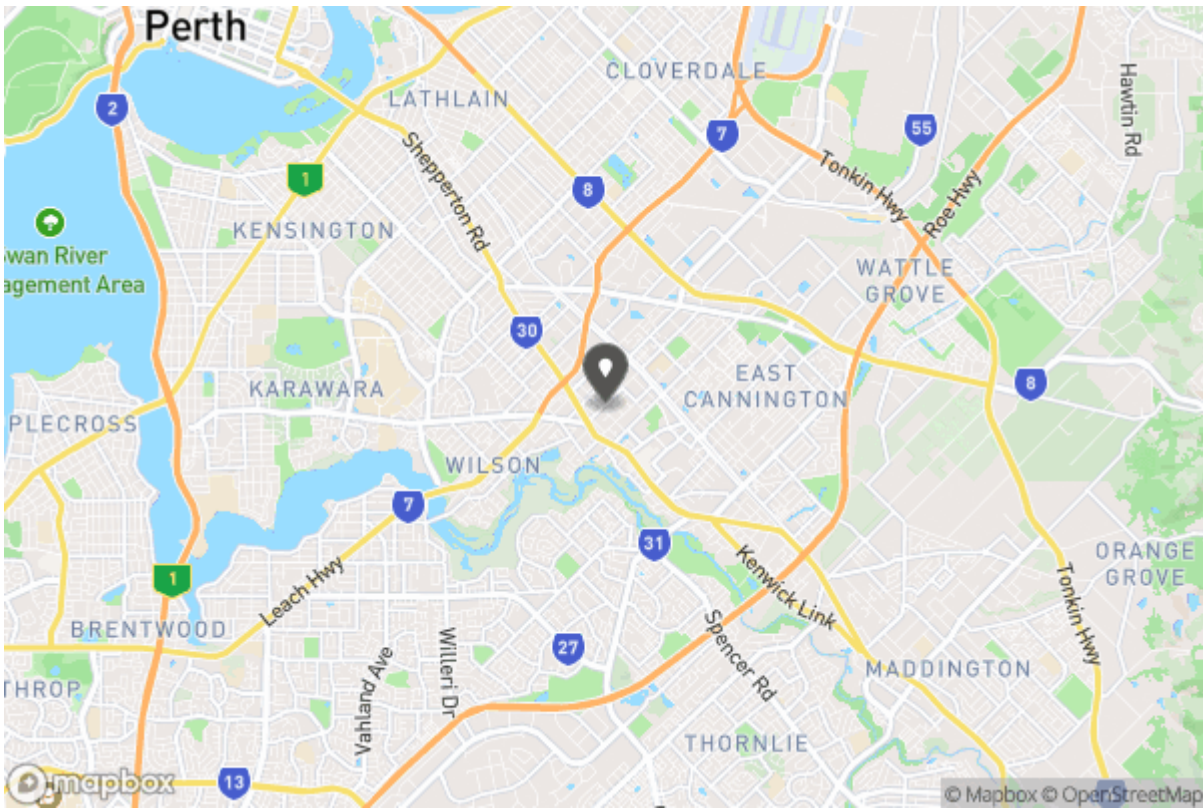 Perth
CLOVERDALE
Hawtin Rd
2
LATHLAIN
55
7
Shepperton Rd
1
8
Tonkin Hwy
Roe Hwy
KENSINGTON
Swan River
agement Area
WATTLE
GROVE
30
KARAWARA
EAST
CANNINGTON
8
PLECROSS
WILSON
7
31
ORANGE
GROVE
1
Leach Hwy
Kenwick Link
Tonkin Hwy
BRENTWOOD
27
Spencer Rd
Willeri Dr
Vahland Ave
MADDINGTON
THROP
THORNLIE
13
mapbox
© Mapbox © OpenStreetMap